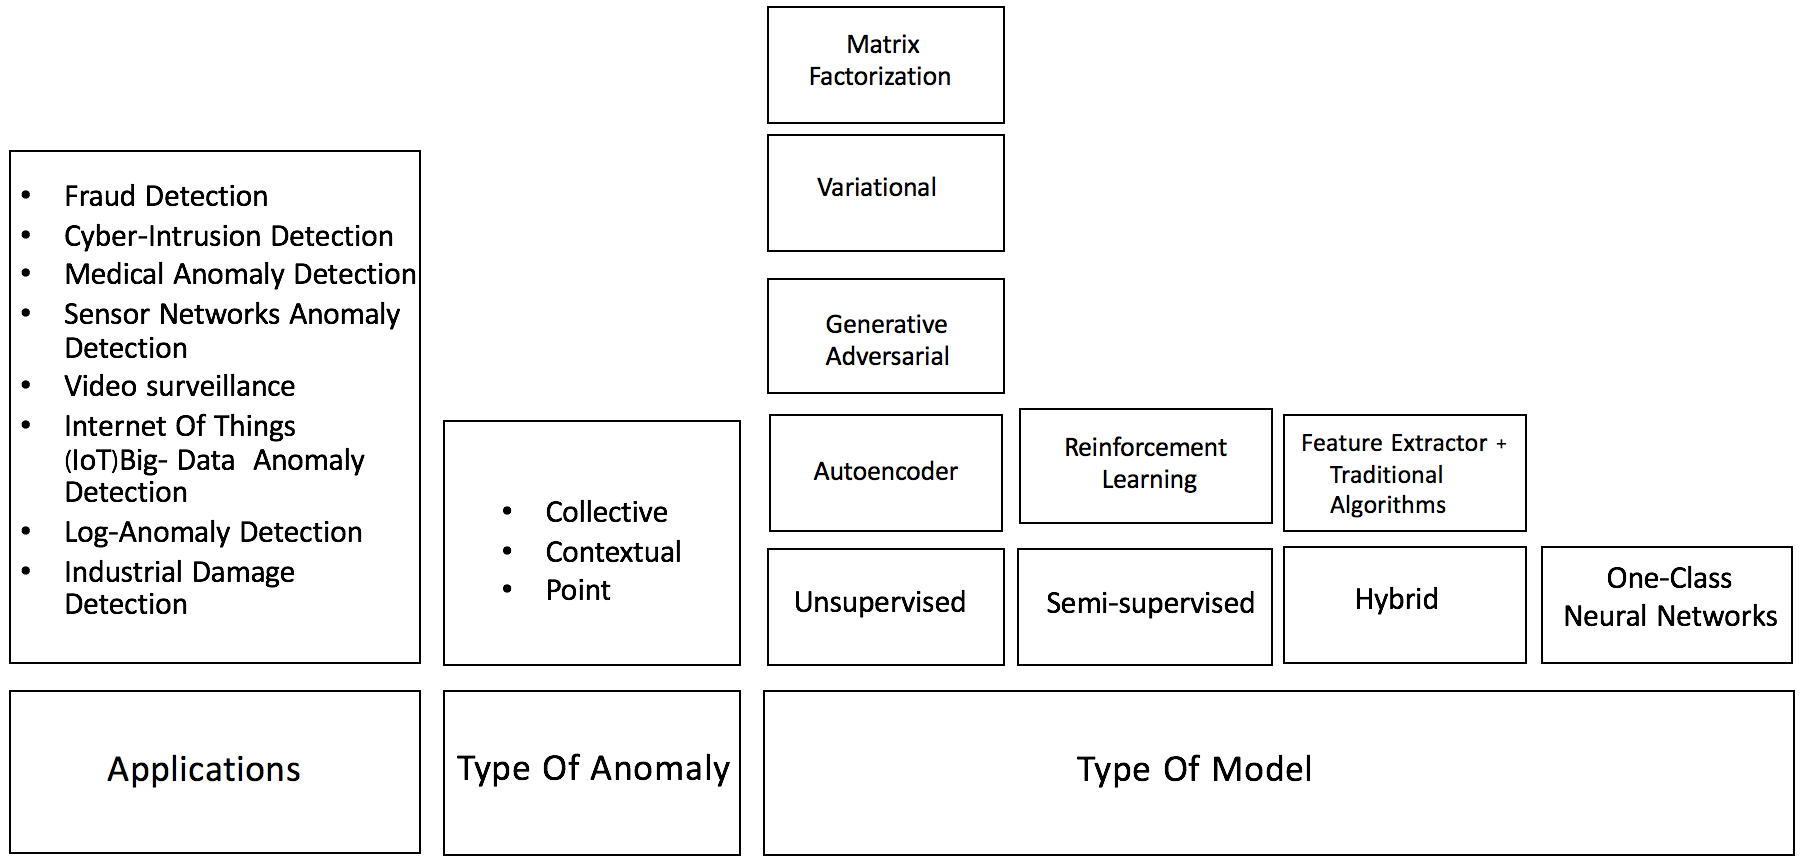 Matrix
Factorization
Variational
Generative
Adversarial
• Fraud Detection
• Cyber-Intrusion Detection
• Medical Anomaly Detection
• Sensor Networks Anomaly
Detection
• Video surveillance
• Internet Of Things
(IoT)Big- Data Anomaly
Detection
• Log-Anomaly Detection
• Industrial Damage
Detection
• Collective
• Contextual
• Point
Autoencoder
Reinforcement
Learning
Feature Extractor +
Traditional
Algorithms
Unsupervised
Semi-supervised
Hybrid
One-Class
Neural Networks
Applications
Type Of Anomaly
Type Of Model